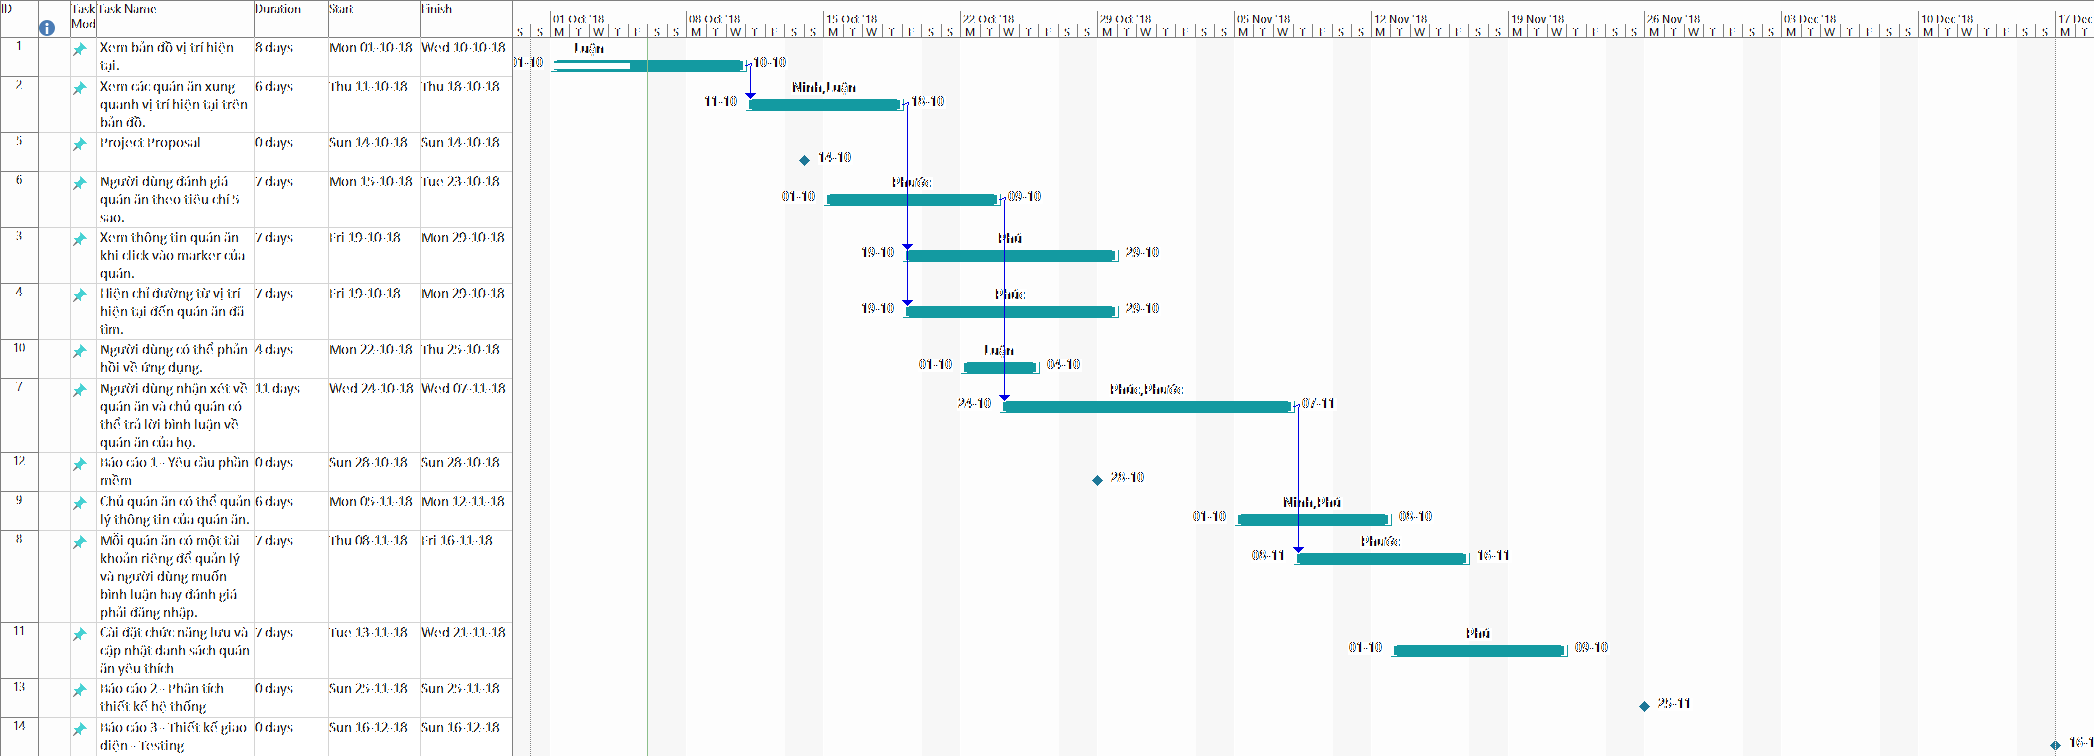 ID Task Mod Task Name Duration Start Finish
01 Oct '18 08 Oct '18 15 Oct '18 22 Oct '18 29 Oct '18 05 Nov '18 12 Nov '18 19 Nov '18 26 Nov '18 03 Dec '18 10 Dec '18 17 Dec
S S M T W T F S S M T W T F S S M T W T F S S M T W T F S S M T W T F S S M T W T F S S M T W T F S S M T W T F S S M T W T F S S M T W T F S S M T W T F S S M T
1 Xem bản đồ vị trí hiện 8 days Mon 01-10-18 Wed 10-10-18
tại.
Luận
01-10 10-10
2 Xem các quán ăn xung 6 days Thu 11-10-18 Thu 18-10-18
quanh vị trí hiện tại trên
bản đồ.
Ninh,Luận
11-10 18-10
5 Project Proposal 0 days Sun 14-10-18 Sun 14-10-18
14-10
6 Người dùng đánh giá 7 days Mon 15-10-18 Tue 23-10-18
quán ăn theo tiêu chí 5
sao.
Phước
01-10 09-10
3 Xem thông tin quán ăn 7 days Fri 19-10-18 Mon 29-10-18
khi click vào marker của
quán.
Phú
19-10 29-10
4 Hiện chỉ đường từ vị trí 7 days Fri 19-10-18 Mon 29-10-18
hiện tại đến quán ăn đã
tìm.
Phúc
19-10 29-10
10 Người dùng có thể phản 4 days Mon 22-10-18 Thu 25-10-18
hồi về ứng dụng.
Luận
01-10 04-10
7 Người dùng nhận xét về 11 days Wed 24-10-18 Wed 07-11-18
quán ăn và chủ quán có
thể trả lời bình luận về
quán ăn của họ.
Phúc,Phước
24-10 07-11
12 Báo cáo 1 - Yêu cầu phần 0 days Sun 28-10-18 Sun 28-10-18
mềm
28-10
9 Chủ quán ăn có thể quản 6 days Mon 05-11-18 Mon 12-11-18
lý thông tin của quán ăn.
Ninh,Phú
01-10 08-10
8 Mỗi quán ăn có một tài 7 days Thu 08-11-18 Fri 16-11-18
khoản riêng để quản lý
và người dùng muốn
bình luận hay đánh giá
phải đăng nhập.
Phước
08-11 16-11
11 Cài đặt chức năng lưu và 7 days Tue 13-11-18 Wed 21-11-18
cập nhật danh sách quán
ăn yêu thích
Phú
01-10 09-10
13 Báo cáo 2 - Phân tích 0 days Sun 25-11-18 Sun 25-11-18
thiết kế hệ thống
25-11
14 Báo cáo 3 - Thiết kế giao 0 days Sun 16-12-18 Sun 16-12-18
diện - Testing
16-1